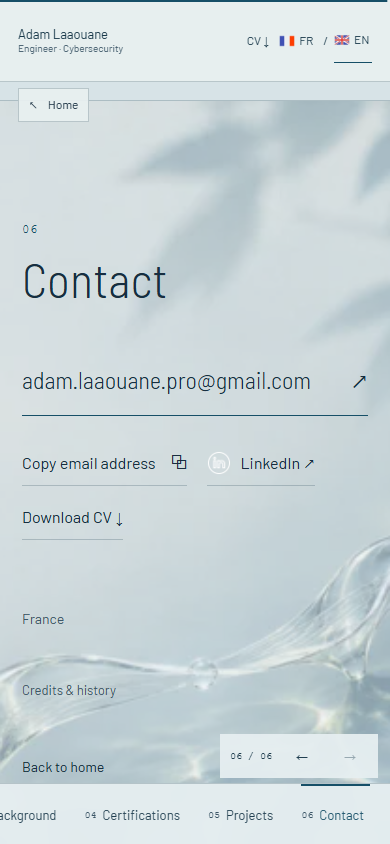 Adam Laaouane
Engineer · Cybersecurity
CV ↓ FR / EN
↖ Home
06
Contact
adam.laaouane.pro@gmail.com ↗
Copy email address
in LinkedIn ↗
Download CV ↓
France
Credits & history
06 / 06 ← →
Back to home
ackground 04 Certifications 05 Projects 06 Contact